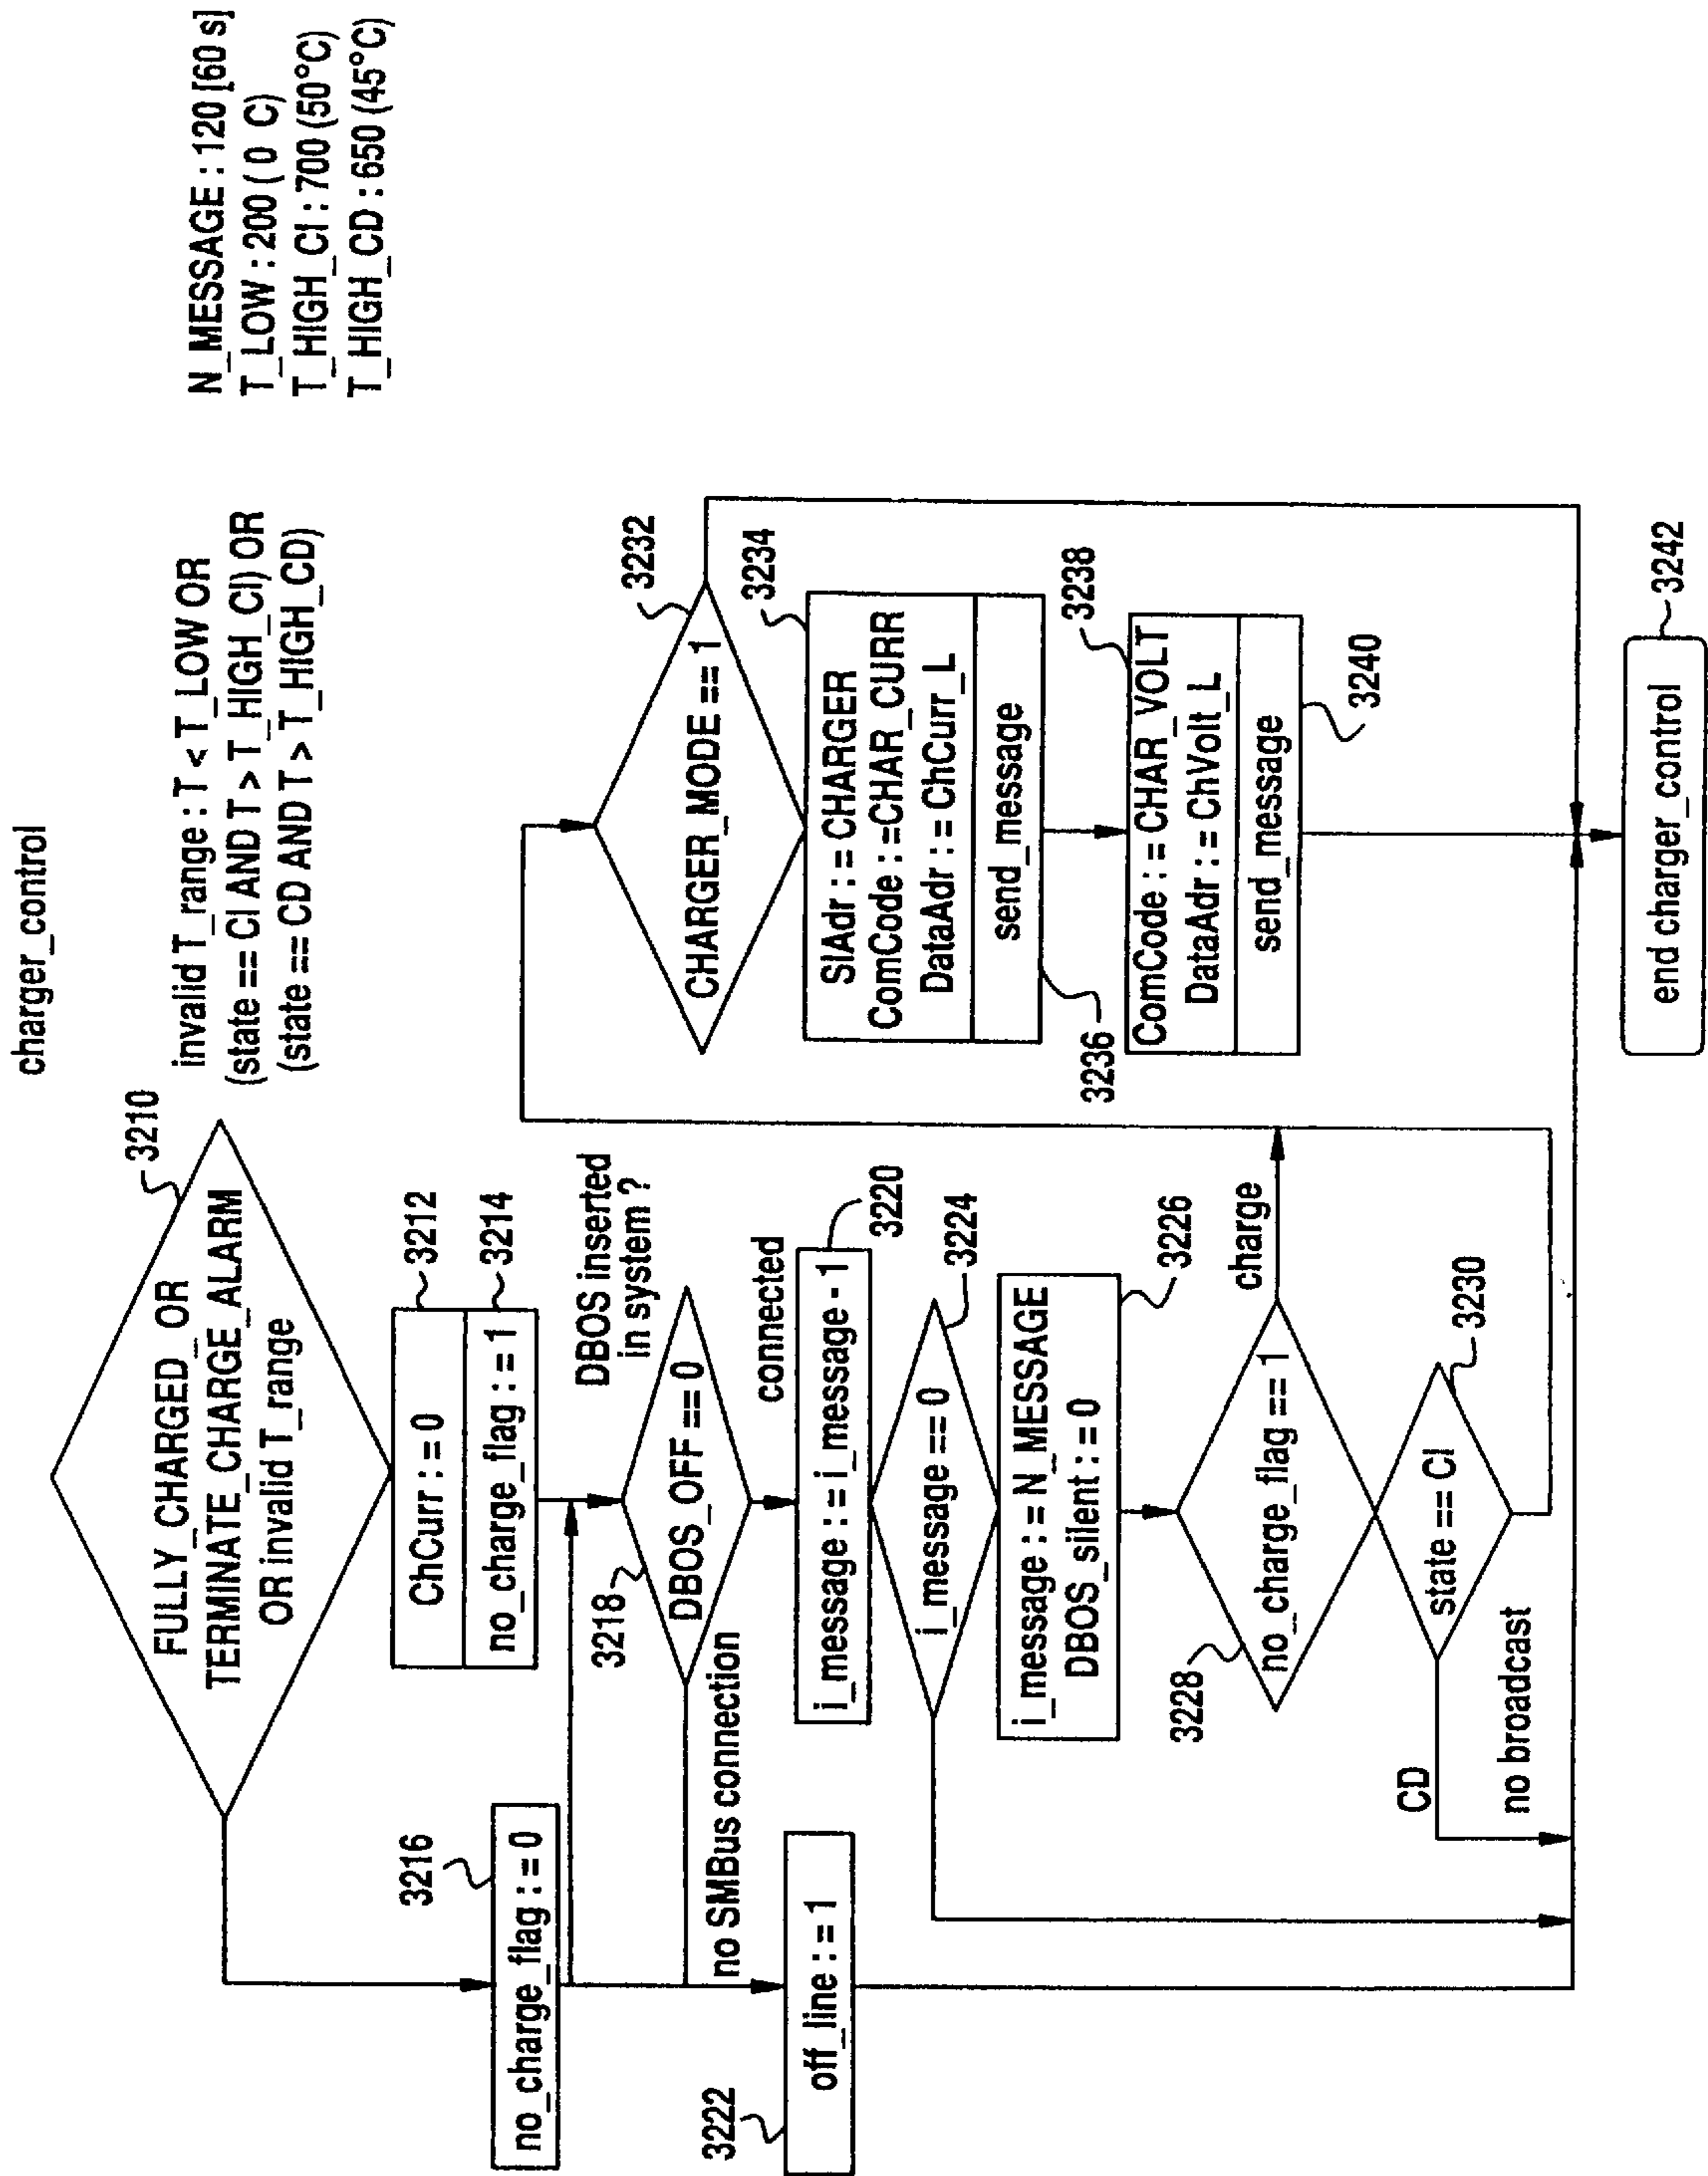 charger_control
FULLY_CHARGED_OR
TERMINATE_CHARGE_ALARM
OR invalid T_range
3210
invalid T_range : T < T_LOW OR
(state == CI AND T > T_HIGH_CI) OR
(state == CD AND T > T_HIGH_CD)
N_MESSAGE : 120 [60 s]
T_LOW : 200 ( 0 C)
T_HIGH_CI : 700 (50°C)
T_HIGH_CD : 650 (45°C)
3216
no_charge_flag : = 0
ChCurr : = 0
3212
no_charge_flag : = 1
3214
3218
DBOS_OFF == 0
DBOS inserted
in system ?
no SMBus connection
connected
3222
off_line : = 1
i_message : = i_message - 1
3220
i_message == 0
3224
i_message : = N_MESSAGE
DBOS_silent : = 0
3226
3228
no_charge_flag == 1
charge
CD
state == CI
3230
no broadcast
CHARGER_MODE == 1
3232
SIAdr : = CHARGER
ComCode : =CHAR_CURR
DataAdr : = ChCurr_L
3234
send_message
3236
ComCode : = CHAR_VOLT
DataAdr : = ChVolt_L
3238
send_message
3240
end charger_control
3242